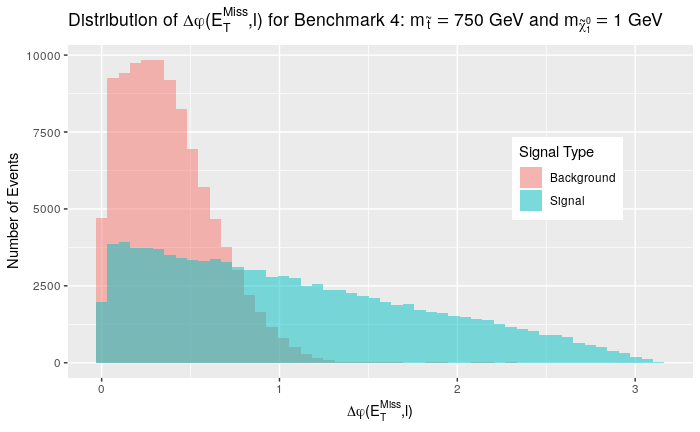 Distribution of Δφ(E_T^Miss,l) for Benchmark 4: m_t̃ = 750 GeV and m_χ̃₁⁰ = 1 GeV
10000
7500
5000
2500
0
Number of Events
Signal Type
Background
Signal
0 1 2 3
Δφ(E_T^Miss,l)